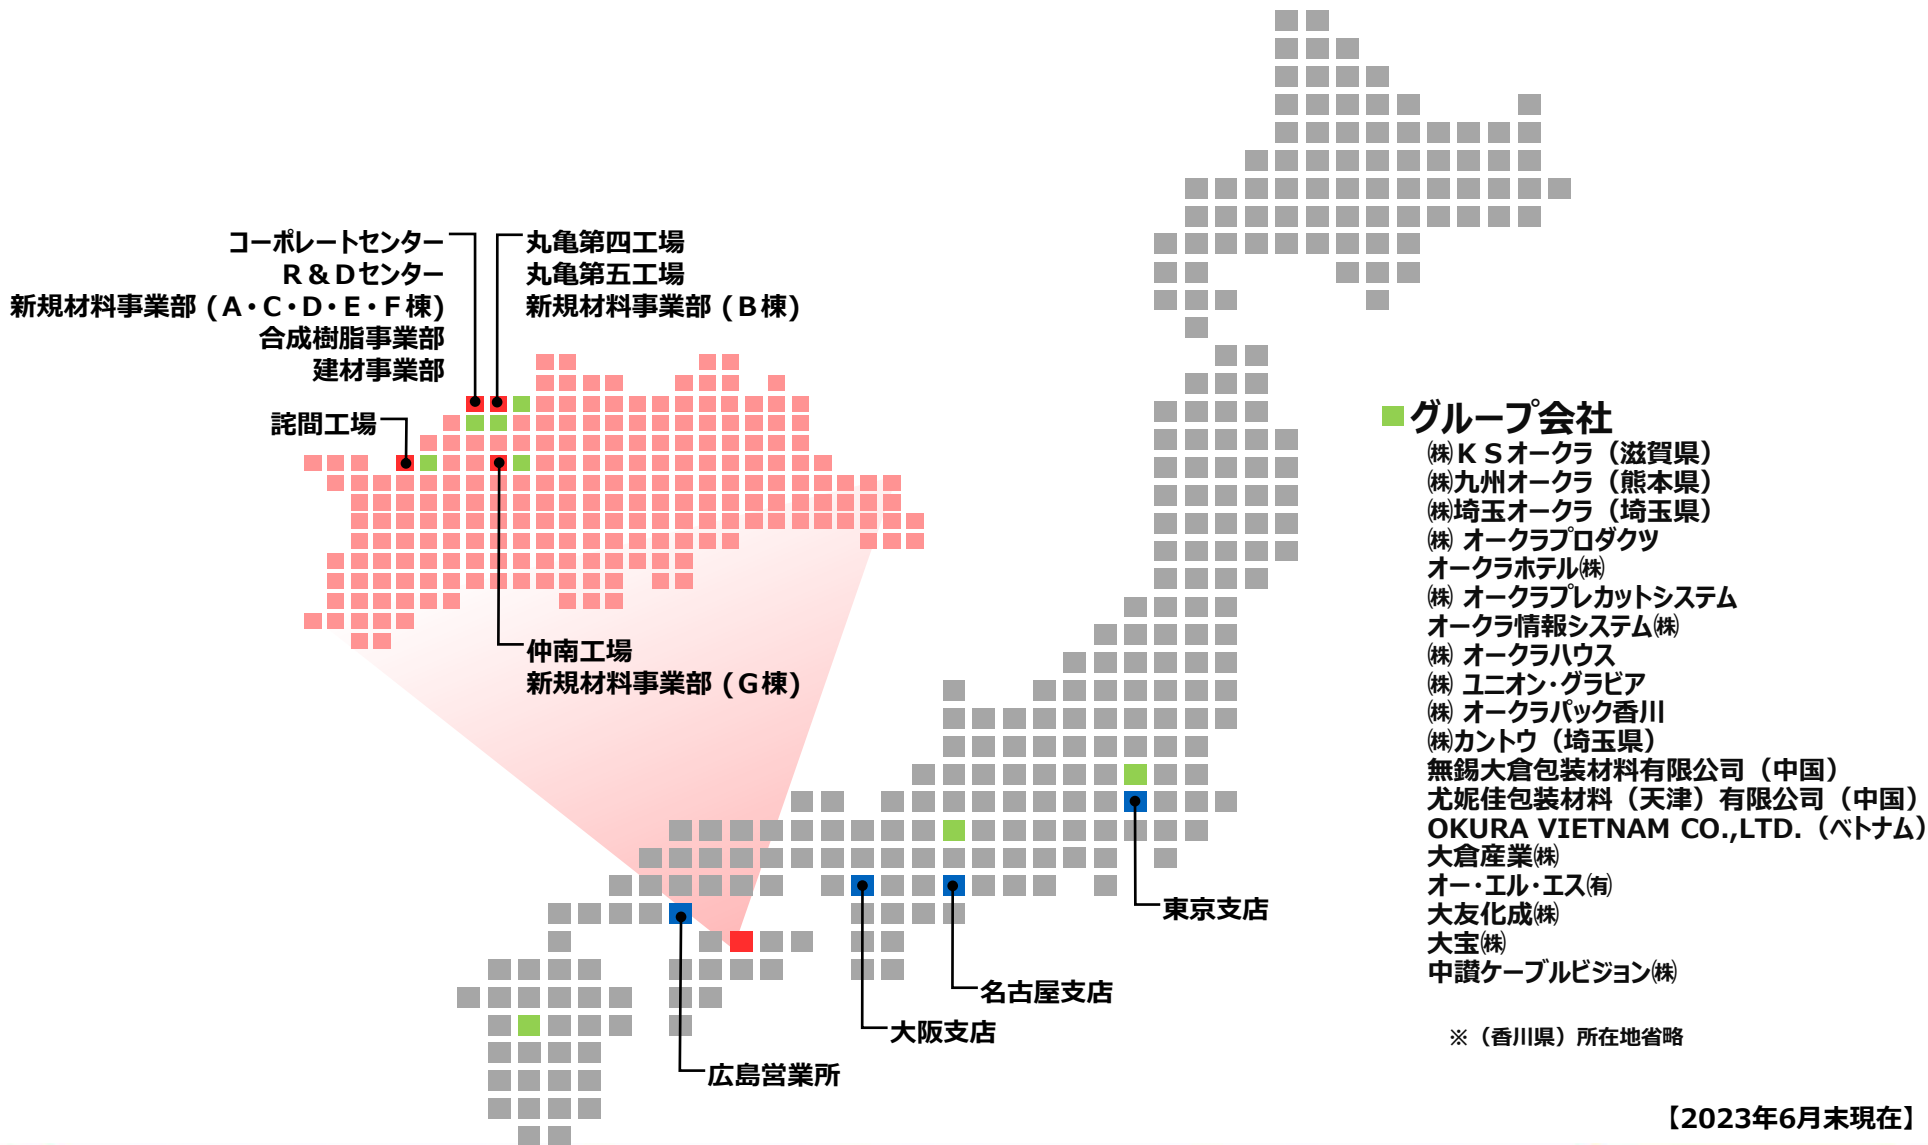 コーポレートセンター
R&Dセンター
新規材料事業部 (A・C・D・E・F棟)
合成樹脂事業部
建材事業部
丸亀第四工場
丸亀第五工場
新規材料事業部 (B棟)
詫間工場
仲南工場
新規材料事業部 (G棟)
東京支店
名古屋支店
大阪支店
広島営業所
グループ会社
㈱KSオークラ（滋賀県）
㈱九州オークラ（熊本県）
㈱埼玉オークラ（埼玉県）
㈱ オークラプロダクツ
オークラホテル㈱
㈱ オークラプレカットシステム
オークラ情報システム㈱
㈱ オークラハウス
㈱ ユニオン・グラビア
㈱ オークラパック香川
㈱カントウ（埼玉県）
無錫大倉包装材料有限公司（中国）
尤妮佳包装材料（天津）有限公司（中国）
OKURA VIETNAM CO.,LTD.（ベトナム）
大倉産業㈱
オー・エル・エス㈲
大友化成㈱
大宝㈱
中讃ケーブルビジョン㈱
※（香川県）所在地省略
【2023年6月末現在】